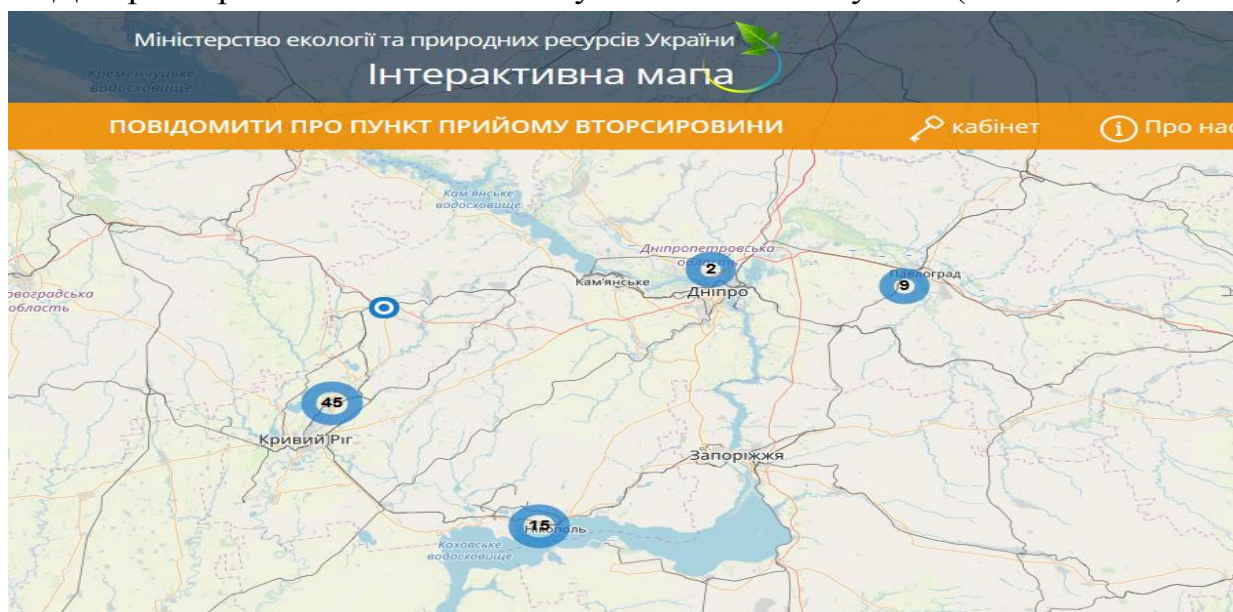 Міністерство екології та природних ресурсів України
Інтерактивна мапа
Кременчуцьке
водосховище
ПОВІДОМИТИ ПРО ПУНКТ ПРИЙОМУ ВТОРСИРОВИНИ
кабінет
Про нас
Кам'янське
водосховище
Дніпропетровська
область
2
Кам'янське
Дніпро
Павлоград
9
область
45
Кривий Ріг
Запоріжжя
15
Нікополь
Каховське
водосховище